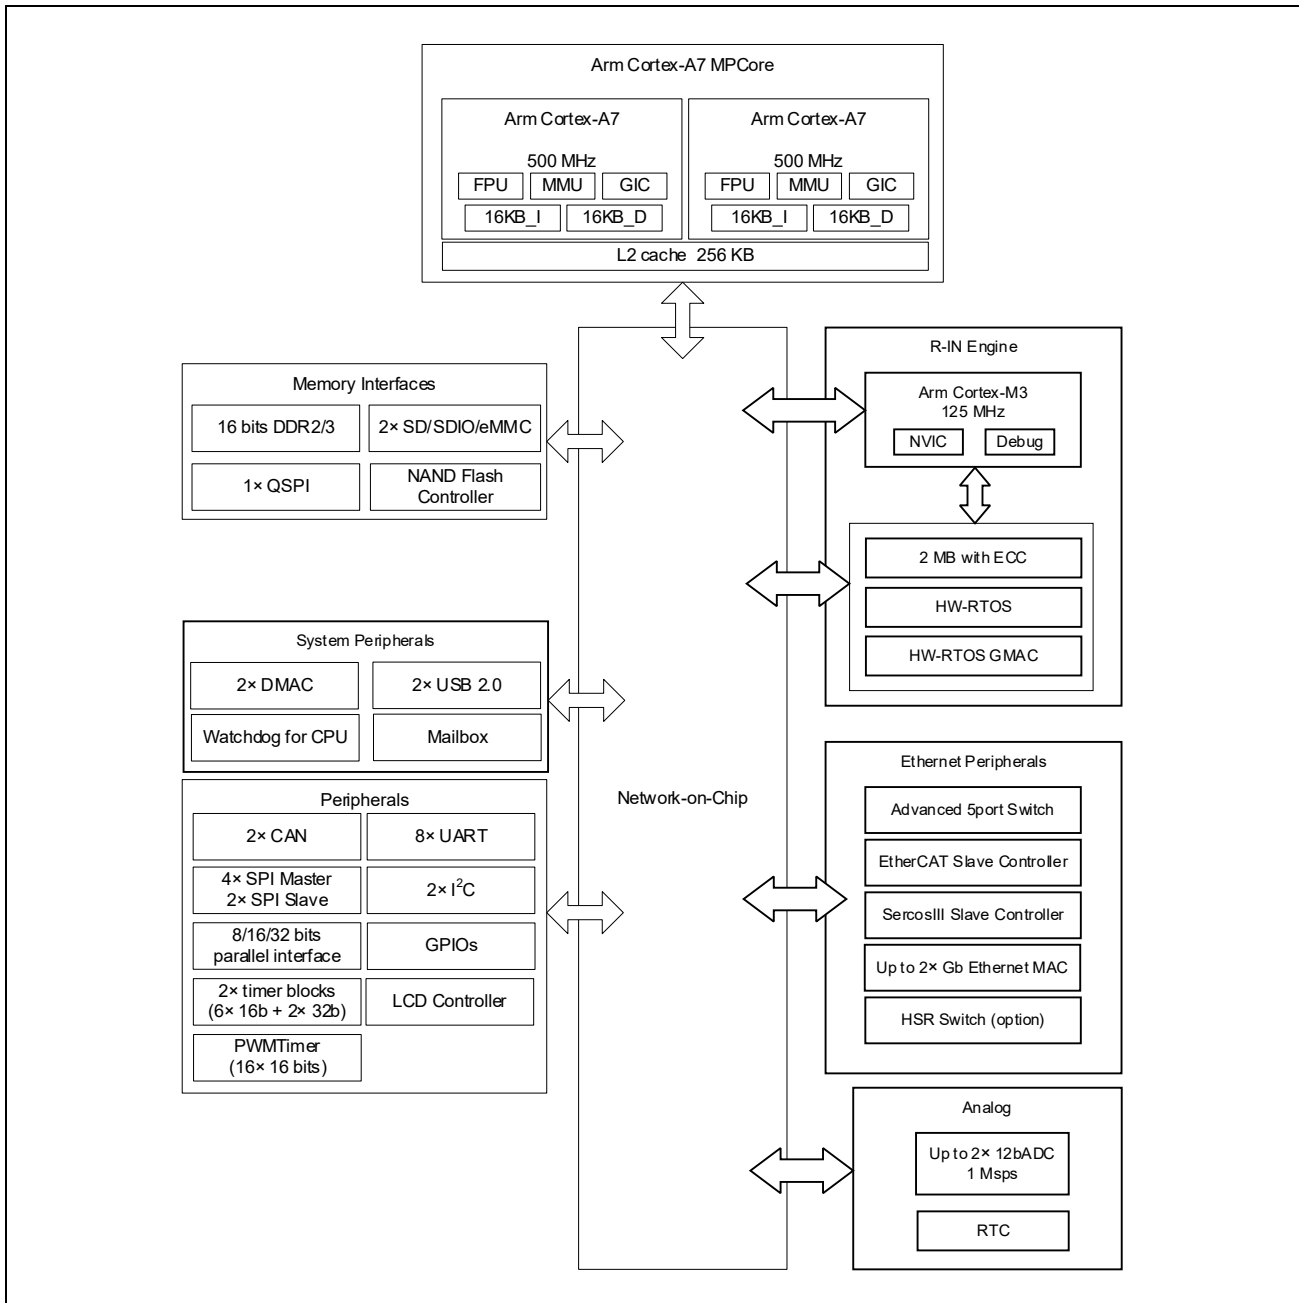 Arm Cortex-A7 MPCore
Arm Cortex-A7
500 MHz
FPU
MMU
GIC
16KB_I
16KB_D
Arm Cortex-A7
500 MHz
FPU
MMU
GIC
16KB_I
16KB_D
L2 cache 256 KB
Memory Interfaces
16 bits DDR2/3
2× SD/SDIO/eMMC
1× QSPI
NAND Flash
Controller
System Peripherals
2× DMAC
2× USB 2.0
Watchdog for CPU
Mailbox
Peripherals
2× CAN
8× UART
4× SPI Master
2× SPI Slave
2× I²C
8/16/32 bits
parallel interface
GPIOs
2× timer blocks
(6× 16b + 2× 32b)
LCD Controller
PWMTimer
(16× 16 bits)
Network-on-Chip
R-IN Engine
Arm Cortex-M3
125 MHz
NVIC
Debug
2 MB with ECC
HW-RTOS
HW-RTOS GMAC
Ethernet Peripherals
Advanced 5port Switch
EtherCAT Slave Controller
SercosIII Slave Controller
Up to 2× Gb Ethernet MAC
HSR Switch (option)
Analog
Up to 2× 12bADC
1 Msps
RTC